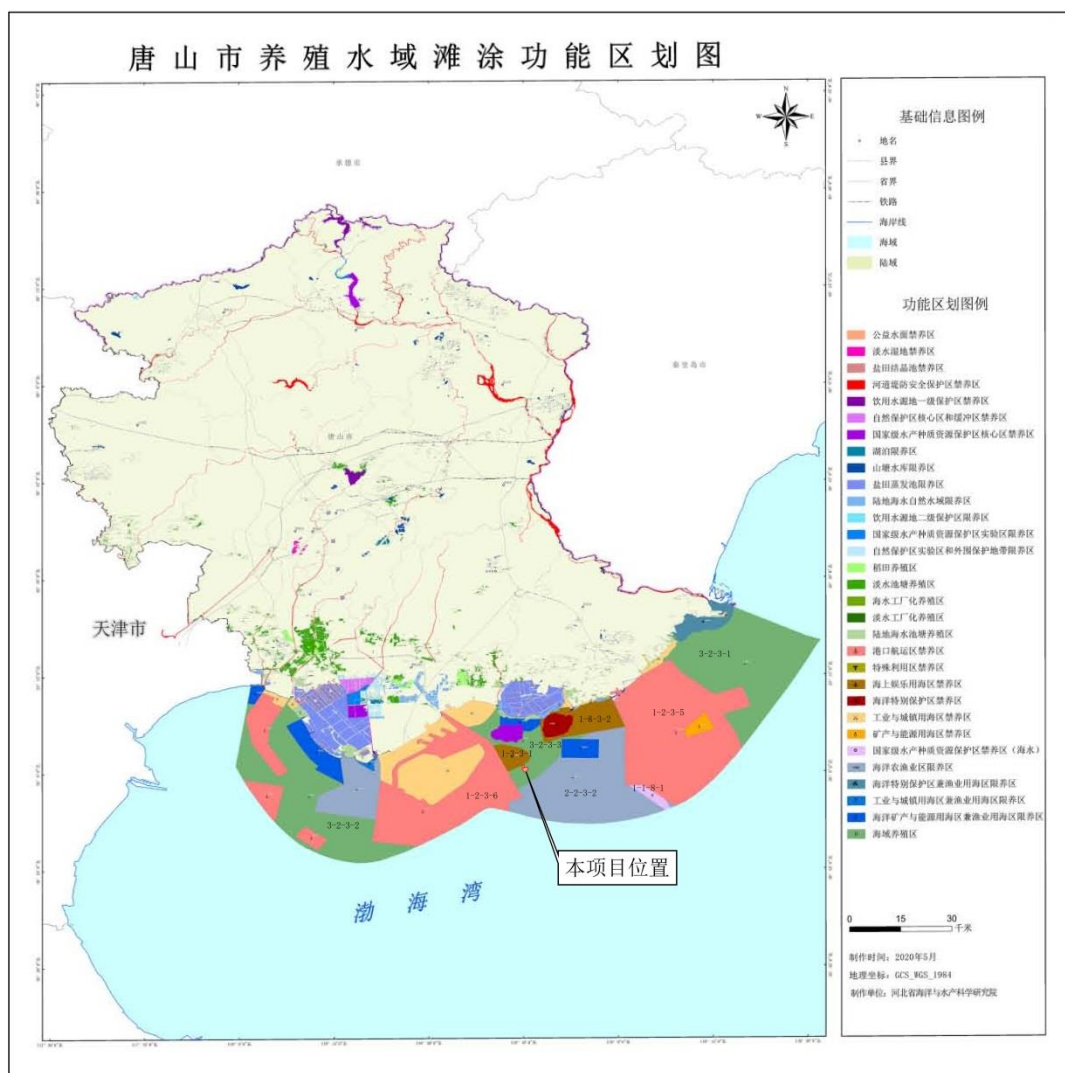 唐山市养殖水域滩涂功能区划图
N
W
E
S
承德市
秦皇岛市
唐山市
天津市
3-2-3-1
1-2-3-5
1-8-3-2
3-2-3-3
1-2-3-1
1-2-3-6
2-2-3-2
1-1-8-1
3-2-3-2
本项目位置
渤海湾
基础信息图例
地名
县界
省界
铁路
海岸线
海域
陆域
功能区划图例
公益水面禁养区
淡水湿地禁养区
盐田结晶池禁养区
河道堤防安全保护区禁养区
饮用水源地一级保护区禁养区
自然保护区核心区和缓冲区禁养区
国家级水产种质资源保护区核心区禁养区
湖泊限养区
山塘水库限养区
盐田蒸发池限养区
陆地海水自然水域限养区
饮用水源地二级保护区限养区
国家级水产种质资源保护区实验区限养区
自然保护区实验区和外围保护地带限养区
稻田养殖区
淡水池塘养殖区
海水工厂化养殖区
淡水工厂化养殖区
陆地海水池塘养殖区
港口航运区禁养区
特殊利用区禁养区
海上娱乐用海区禁养区
海洋特别保护区禁养区
工业与城镇用海区禁养区
矿产与能源用海区禁养区
国家级水产种质资源保护禁养区（海水）
海洋农渔业区限养区
海洋特别保护区兼渔业用海区限养区
工业与城镇用海区兼渔业用海区限养区
海洋矿产与能源用海区兼渔业用海区限养区
海域养殖区
0 15 30
千米
制作时间：2020年5月
地理坐标：GCS_WGS_1984
制作单位：河北省海洋与水产科学研究院